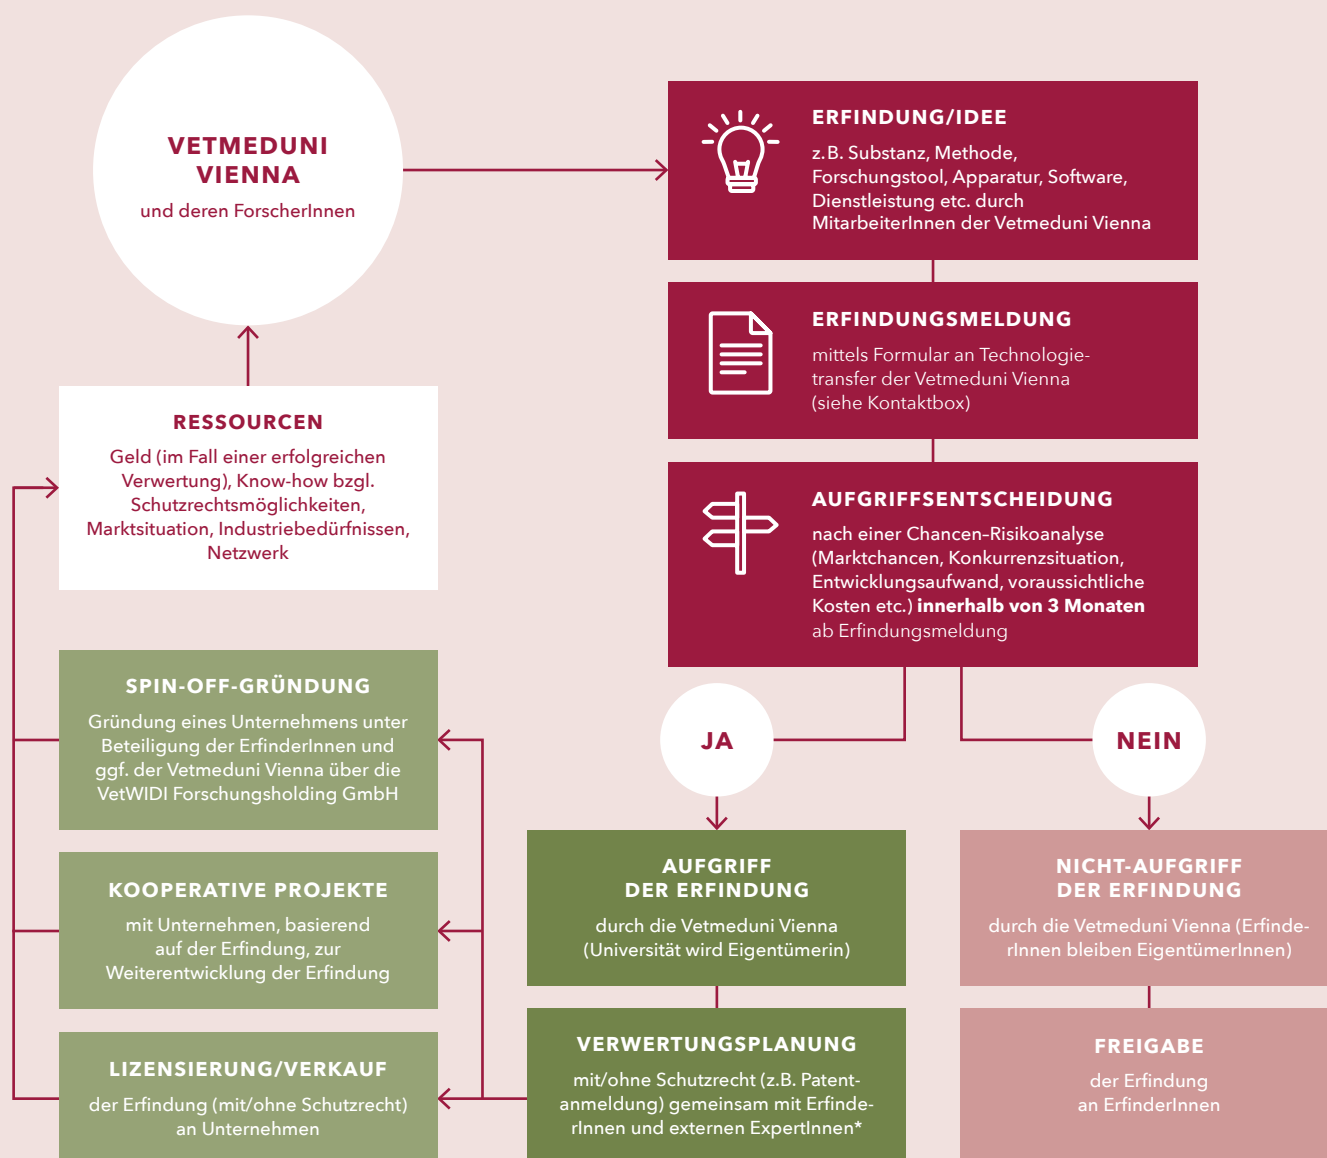 VETMEDUNI
VIENNA
und deren ForscherInnen
ERFINDUNG/IDEE
z.B. Substanz, Methode,
Forschungstool, Apparatur, Software,
Dienstleistung etc. durch
MitarbeiterInnen der Vetmeduni Vienna
ERFINDUNGSMELDUNG
mittels Formular an Technologie-
transfer der Vetmeduni Vienna
(siehe Kontaktbox)
AUFGRIFFSENTSCHEIDUNG
nach einer Chancen–Risikoanalyse
(Marktchancen, Konkurrenzsituation,
Entwicklungsaufwand, voraussichtliche
Kosten etc.) innerhalb von 3 Monaten
ab Erfindungsmeldung
JA
NEIN
AUFGRIFF
DER ERFINDUNG
durch die Vetmeduni Vienna
(Universität wird Eigentümerin)
NICHT-AUFGRIFF
DER ERFINDUNG
durch die Vetmeduni Vienna (Erfinde-
rInnen bleiben EigentümerInnen)
VERWERTUNGSPLANUNG
mit/ohne Schutzrecht (z.B. Patent-
anmeldung) gemeinsam mit Erfinde-
rInnen und externen ExpertInnen*
FREIGABE
der Erfindung
an ErfinderInnen
RESSOURCEN
Geld (im Fall einer erfolgreichen
Verwertung), Know-how bzgl.
Schutzrechtsmöglichkeiten,
Marktsituation, Industriebedürfnissen,
Netzwerk
SPIN-OFF-GRÜNDUNG
Gründung eines Unternehmens unter
Beteiligung der ErfinderInnen und
ggf. der Vetmeduni Vienna über die
VetWIDI Forschungsholding GmbH
KOOPERATIVE PROJEKTE
mit Unternehmen, basierend
auf der Erfindung, zur
Weiterentwicklung der Erfindung
LIZENSIERUNG/VERKAUF
der Erfindung (mit/ohne Schutzrecht)
an Unternehmen